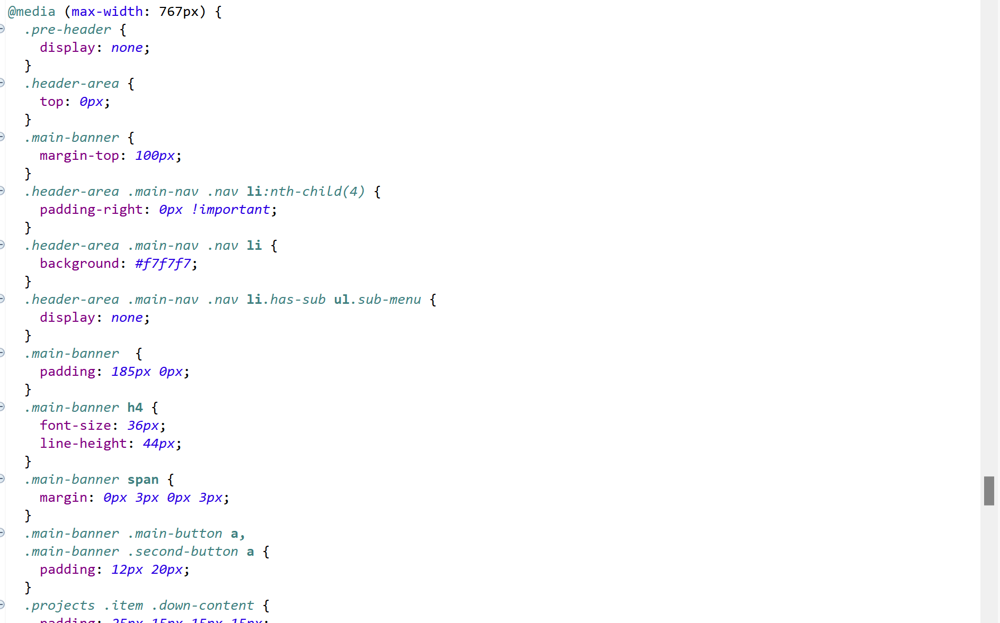 @media (max-width: 767px) {
  .pre-header {
    display: none;
  }
  .header-area {
    top: 0px;
  }
  .main-banner {
    margin-top: 100px;
  }
  .header-area .main-nav .nav li:nth-child(4) {
    padding-right: 0px !important;
  }
  .header-area .main-nav .nav li {
    background: #f7f7f7;
  }
  .header-area .main-nav .nav li.has-sub ul.sub-menu {
    display: none;
  }
  .main-banner  {
    padding: 185px 0px;
  }
  .main-banner h4 {
    font-size: 36px;
    line-height: 44px;
  }
  .main-banner span {
    margin: 0px 3px 0px 3px;
  }
  .main-banner .main-button a,
  .main-banner .second-button a {
    padding: 12px 20px;
  }
  .projects .item .down-content {
    padding: 25px 15px 15px 15px;